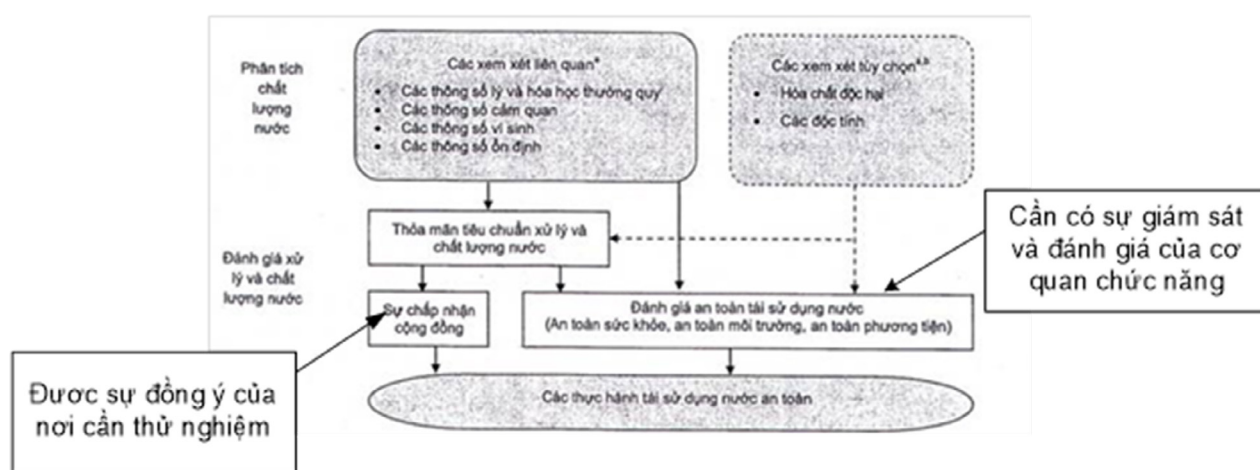 Phân tích
chất
lượng
nước
Các xem xét liên quanᵃ
• Các thông số lý và hóa học thường quy
• Các thông số cảm quan
• Các thông số vi sinh
• Các thông số ổn định
Các xem xét tùy chọnᵃ,ᵇ
• Hóa chất độc hại
• Các độc tính
Thỏa mãn tiêu chuẩn xử lý và
chất lượng nước
Cần có sự giám sát
và đánh giá của cơ
quan chức năng
Đánh giá xử
lý và chất
lượng nước
Sự chấp nhận
cộng đồng
Đánh giá an toàn tái sử dụng nước
(An toàn sức khỏe, an toàn môi trường, an toàn phương tiện)
Đươc sự đồng ý của
nơi cần thử nghiệm
Các thực hành tái sử dụng nước an toàn